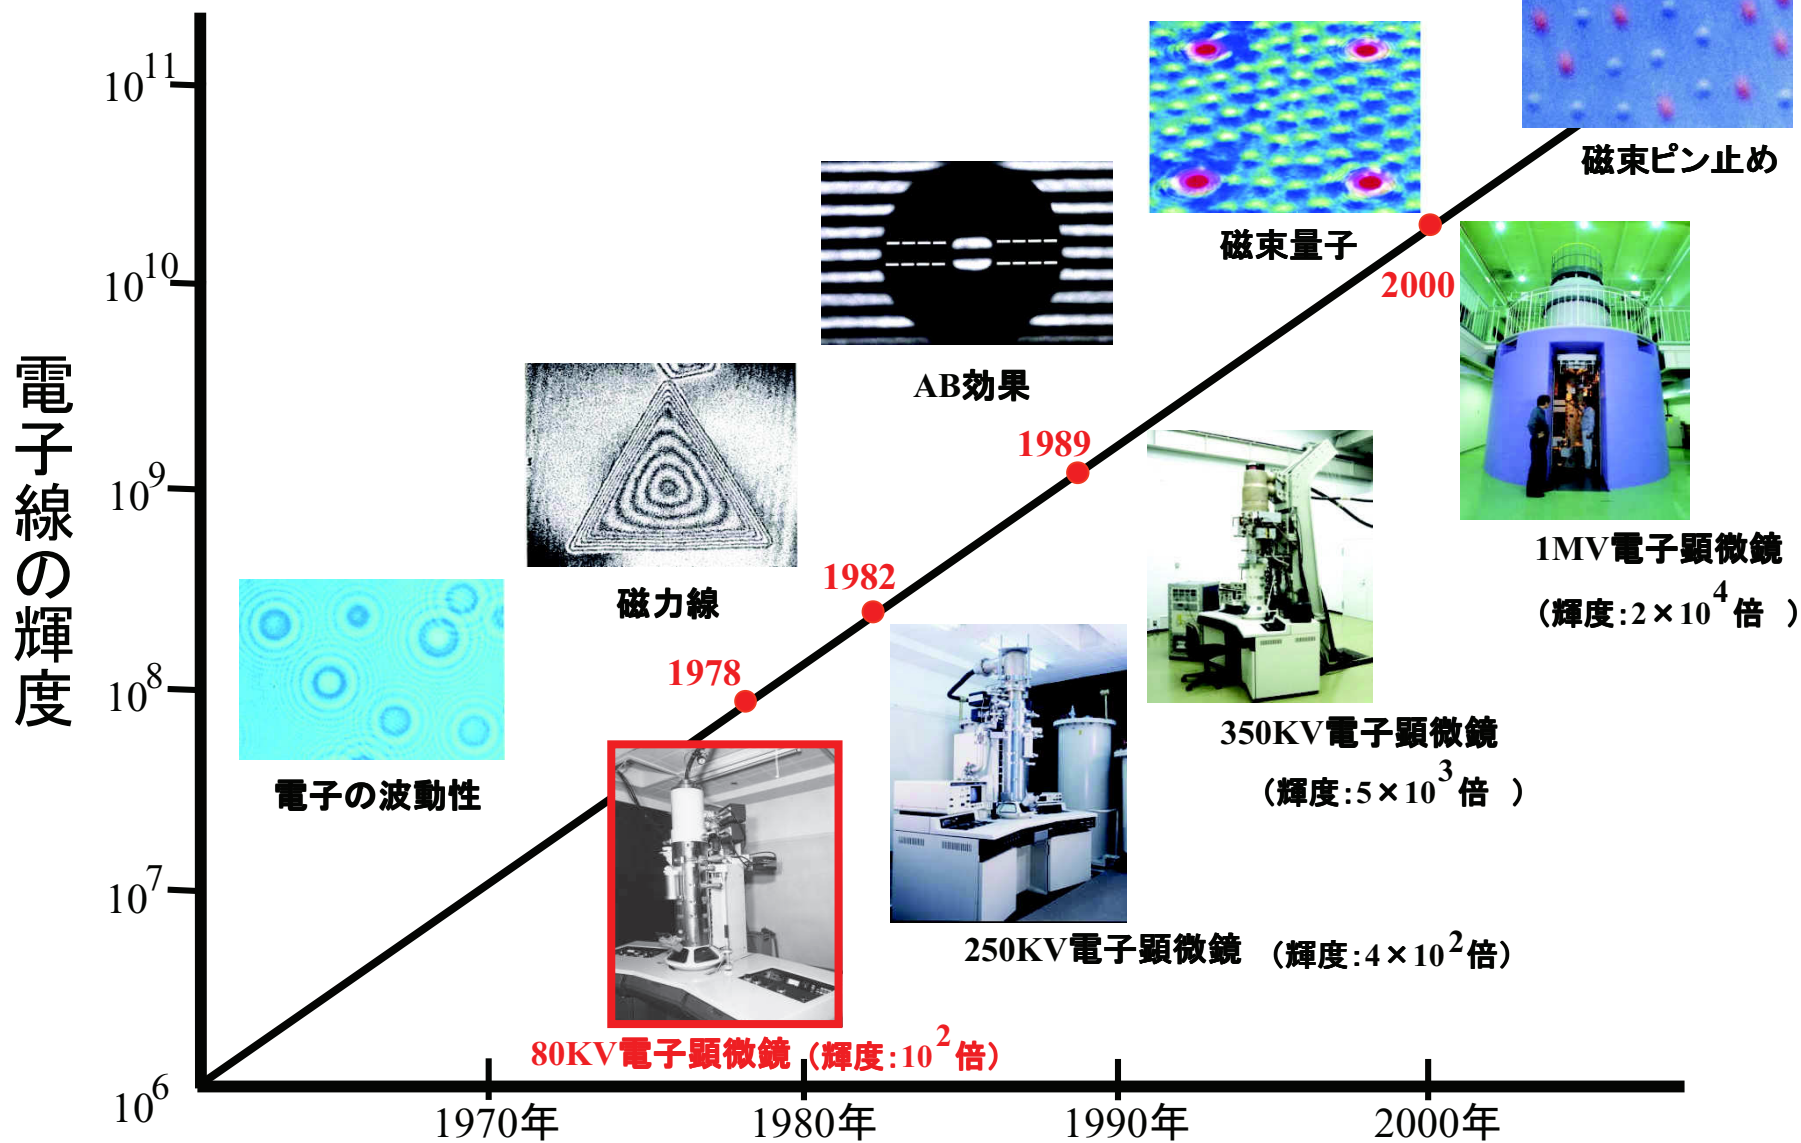 電子線の輝度
10^11
10^10
10^9
10^8
10^7
10^6
1970年
1980年
1990年
2000年
電子の波動性
磁力線
AB効果
磁束量子
磁束ピン止め
1978
1982
1989
2000
80KV電子顕微鏡（輝度：10^2倍）
250KV電子顕微鏡（輝度：4×10^2倍）
350KV電子顕微鏡
（輝度：5×10^3倍 ）
1MV電子顕微鏡
（輝度：2×10^4倍 ）